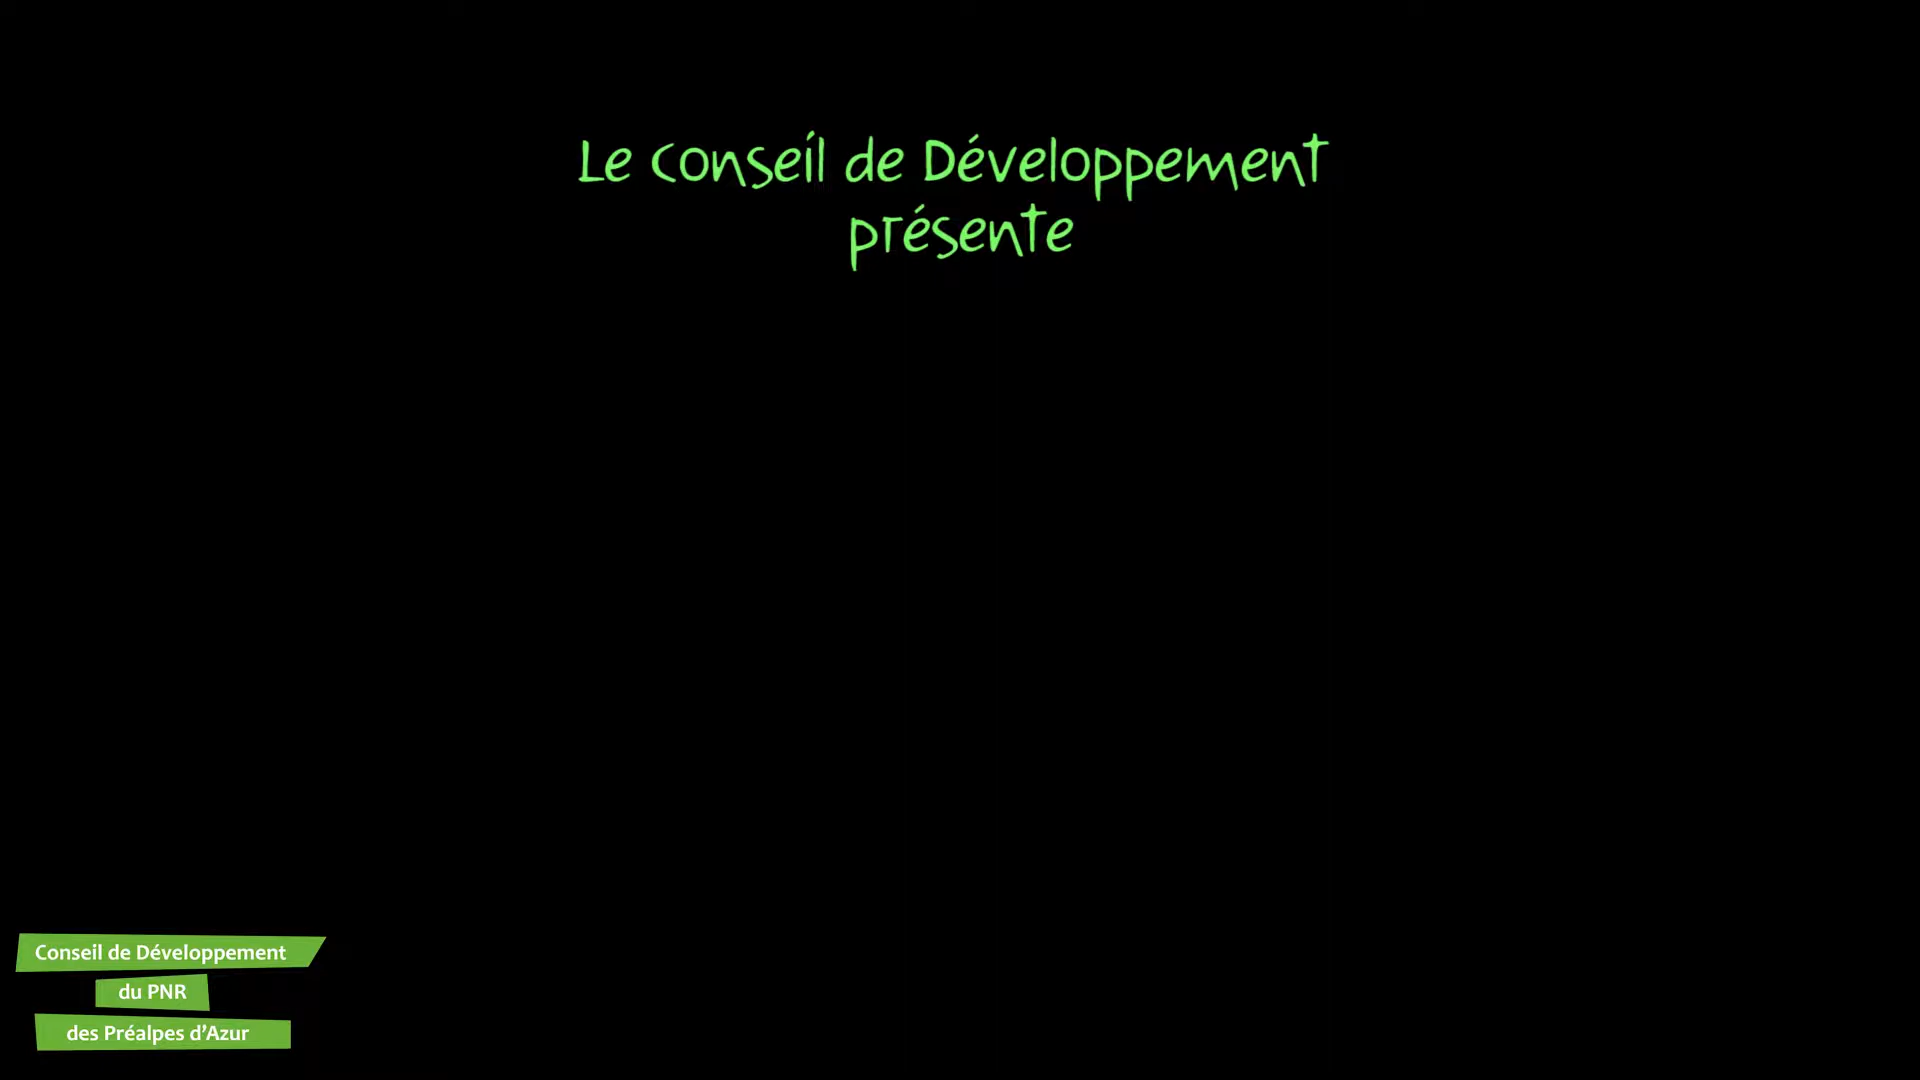 Le Conseil de Développement
présente
Conseil de Développement
du PNR
des Préalpes d’Azur